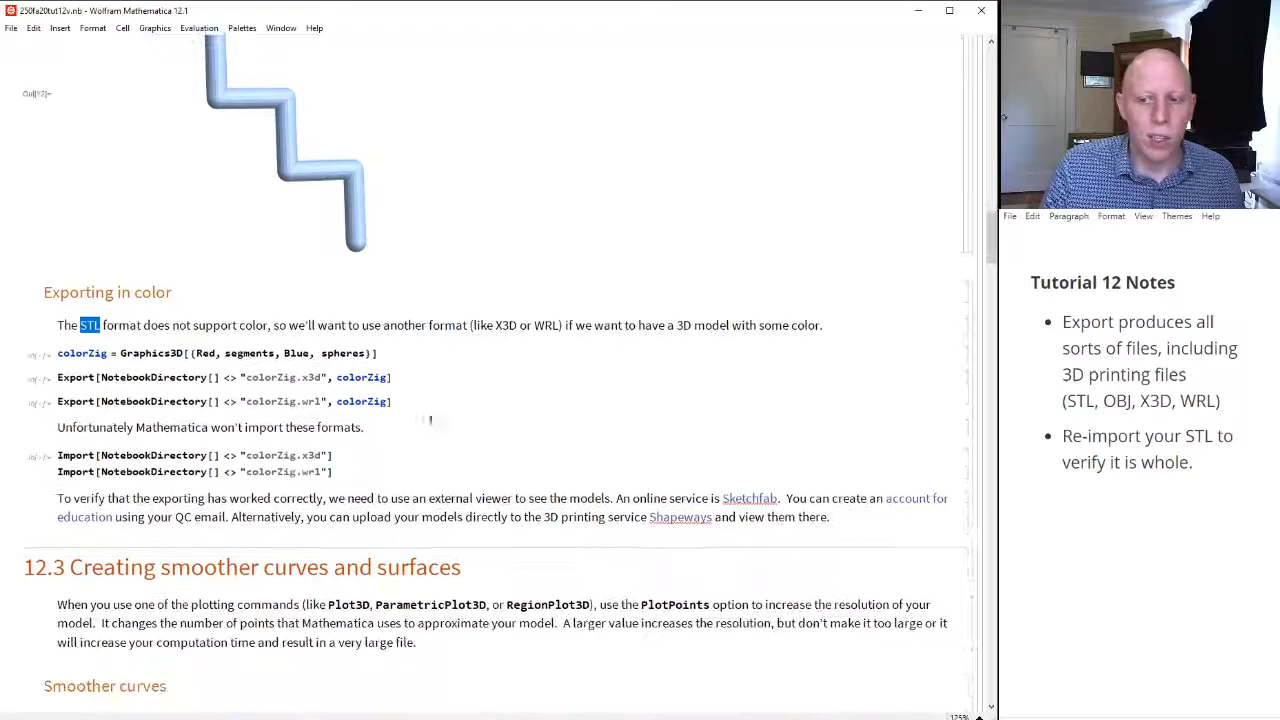 250fa20tut12v.nb - Wolfram Mathematica 12.1
File Edit Insert Format Cell Graphics Evaluation Palettes Window Help
Exporting in color
The STL format does not support color, so we'll want to use another format (like X3D or WRL) if we want to have a 3D model with some color.
colorZig = Graphics3D[{Red, segments, Blue, spheres}]
Export[NotebookDirectory[] <> "colorZig.x3d", colorZig]
Export[NotebookDirectory[] <> "colorZig.wrl", colorZig]
Unfortunately Mathematica won't import these formats.
Import[NotebookDirectory[] <> "colorZig.x3d"]
Import[NotebookDirectory[] <> "colorZig.wrl"]
To verify that the exporting has worked correctly, we need to use an external viewer to see the models. An online service is Sketchfab. You can create an account for
education using your QC email. Alternatively, you can upload your models directly to the 3D printing service Shapeways and view them there.
12.3 Creating smoother curves and surfaces
When you use one of the plotting commands (like Plot3D, ParametricPlot3D, or RegionPlot3D), use the PlotPoints option to increase the resolution of your
model. It changes the number of points that Mathematica uses to approximate your model. A larger value increases the resolution, but don't make it too large or it
will increase your computation time and result in a very large file.
Smoother curves
125%
File Edit Paragraph Format View Themes Help
Tutorial 12 Notes
• Export produces all
sorts of files, including
3D printing files
(STL, OBJ, X3D, WRL)
• Re-import your STL to
verify it is whole.